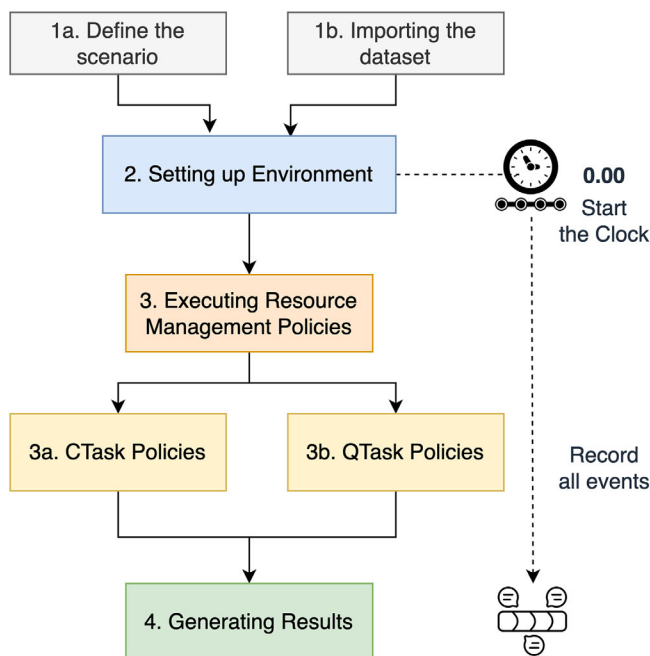 1a. Define the
scenario
1b. Importing the
dataset
2. Setting up Environment
0.00
Start
the Clock
3. Executing Resource
Management Policies
3a. CTask Policies
3b. QTask Policies
Record
all events
4. Generating Results